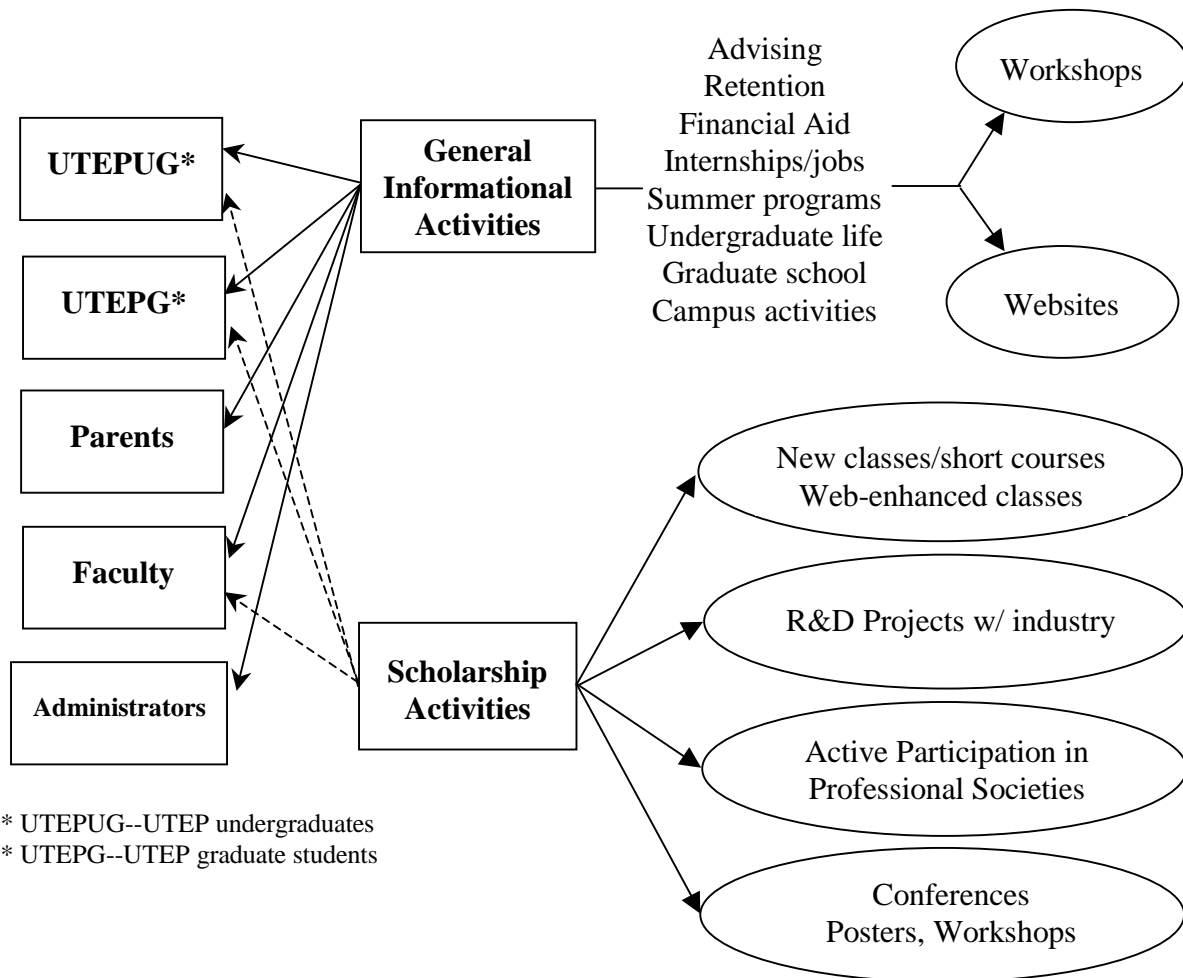 UTEPUG*
UTEPG*
Parents
Faculty
Administrators
* UTEPUG--UTEP undergraduates
* UTEPG--UTEP graduate students
General
Informational
Activities
Scholarship
Activities
Advising
Retention
Financial Aid
Internships/jobs
Summer programs
Undergraduate life
Graduate school
Campus activities
Workshops
Websites
New classes/short courses
Web-enhanced classes
R&D Projects w/ industry
Active Participation in
Professional Societies
Conferences
Posters, Workshops